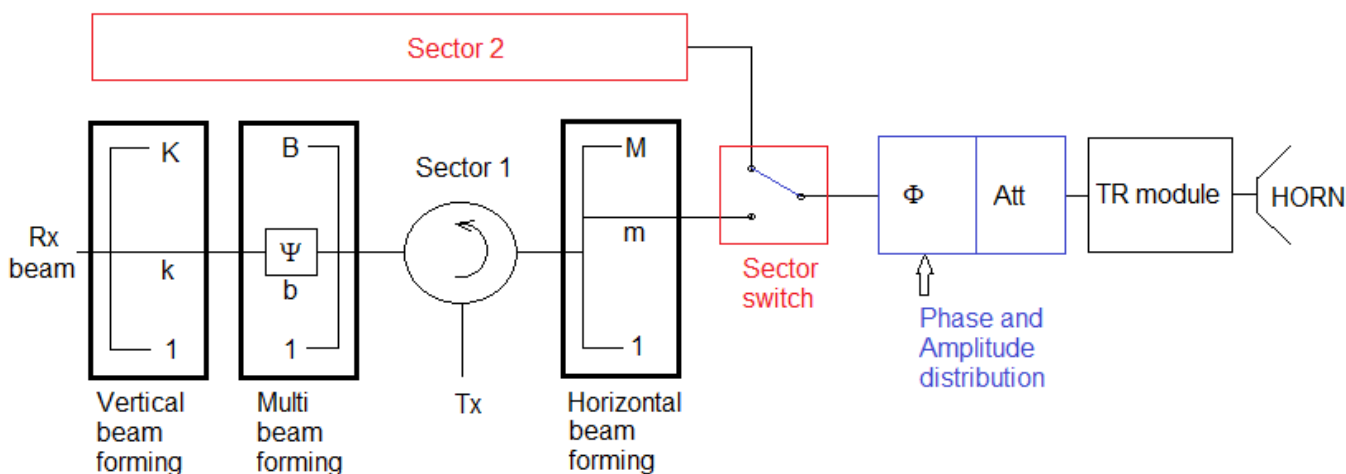 Sector 2
K
B
M
Sector 1
Φ
Att
TR module
HORN
Rx
beam
Ψ
k
b
m
1
1
1
Sector
switch
Phase and
Amplitude
distribution
Tx
Vertical
beam
forming
Multi
beam
forming
Horizontal
beam
forming